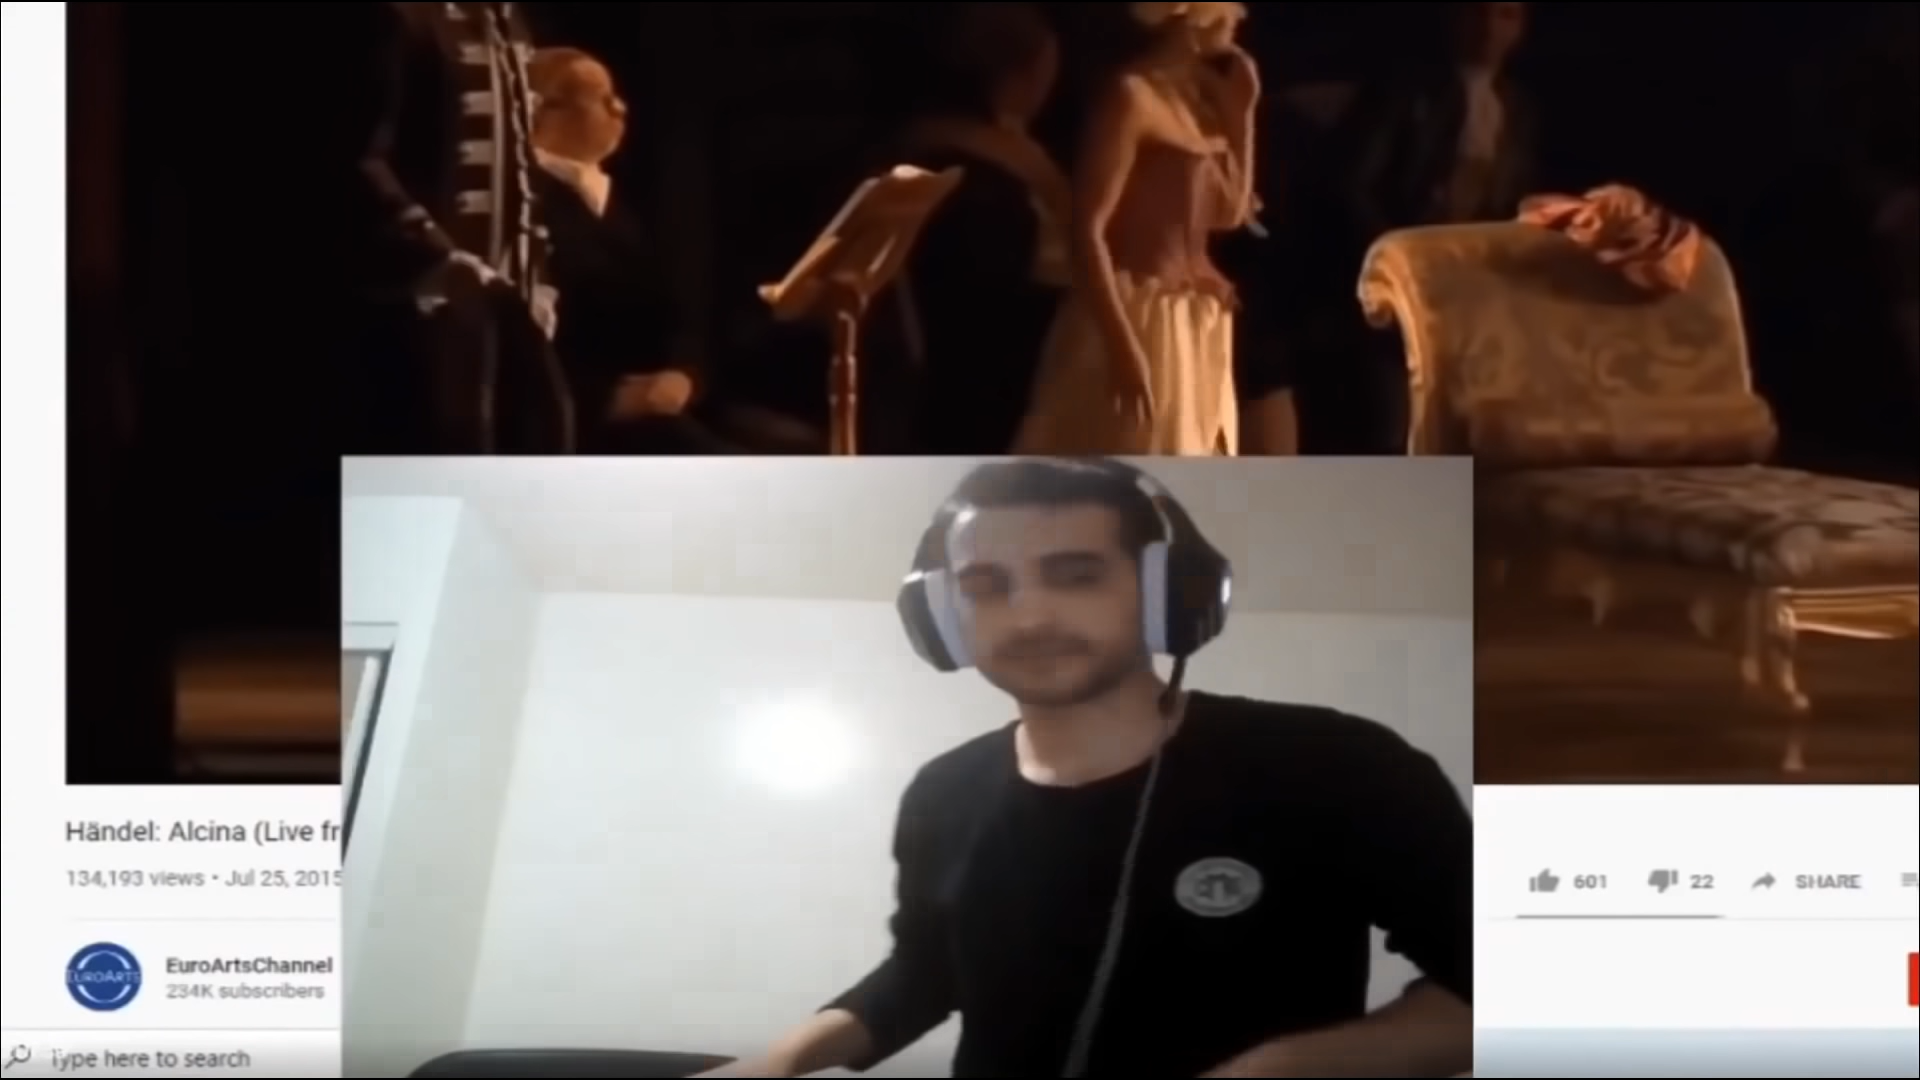 Händel: Alcina (Live fr
134,193 views • Jul 25, 2015
601 22 SHARE
EUROARTS
EuroArtsChannel
234K subscribers
Type here to search